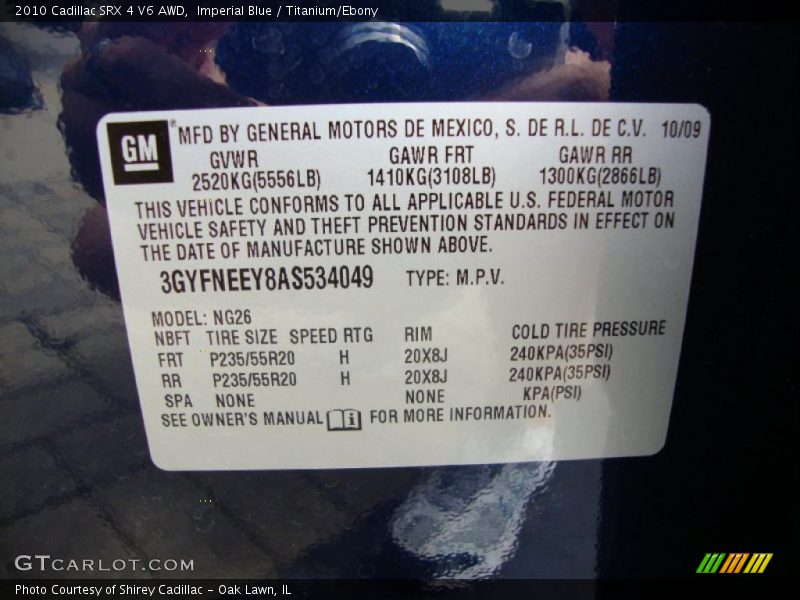 2010 Cadillac SRX 4 V6 AWD,  Imperial Blue / Titanium/Ebony
GM® MFD BY GENERAL MOTORS DE MEXICO, S. DE R.L. DE C.V. 10/09
GVWR GAWR FRT GAWR RR
2520KG(5556LB) 1410KG(3108LB) 1300KG(2866LB)
THIS VEHICLE CONFORMS TO ALL APPLICABLE U.S. FEDERAL MOTOR
VEHICLE SAFETY AND THEFT PREVENTION STANDARDS IN EFFECT ON
THE DATE OF MANUFACTURE SHOWN ABOVE.
3GYFNEEY8AS534049 TYPE: M.P.V.
MODEL: NG26
NBFT TIRE SIZE SPEED RTG RIM COLD TIRE PRESSURE
FRT P235/55R20 H 20X8J 240KPA(35PSI)
RR P235/55R20 H 20X8J 240KPA(35PSI)
SPA NONE NONE KPA(PSI)
SEE OWNER'S MANUAL i FOR MORE INFORMATION.
GTCARLOT.COM
Photo Courtesy of Shirey Cadillac - Oak Lawn, IL